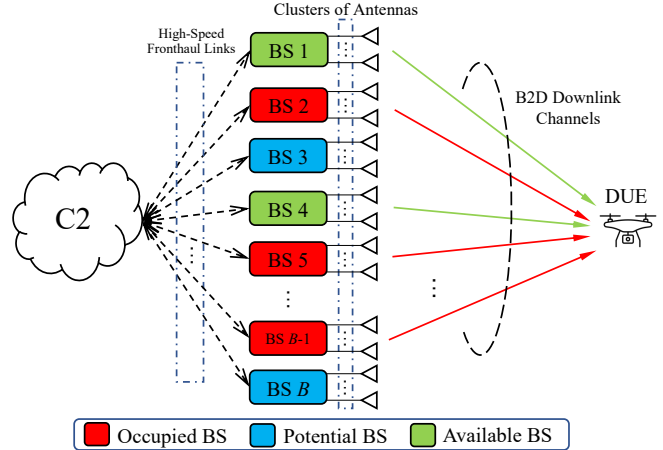 Clusters of Antennas
High-Speed
Fronthaul Links
BS 1
BS 2
BS 3
BS 4
BS 5
BS B-1
BS B
C2
B2D Downlink
Channels
DUE
Occupied BS
Potential BS
Available BS